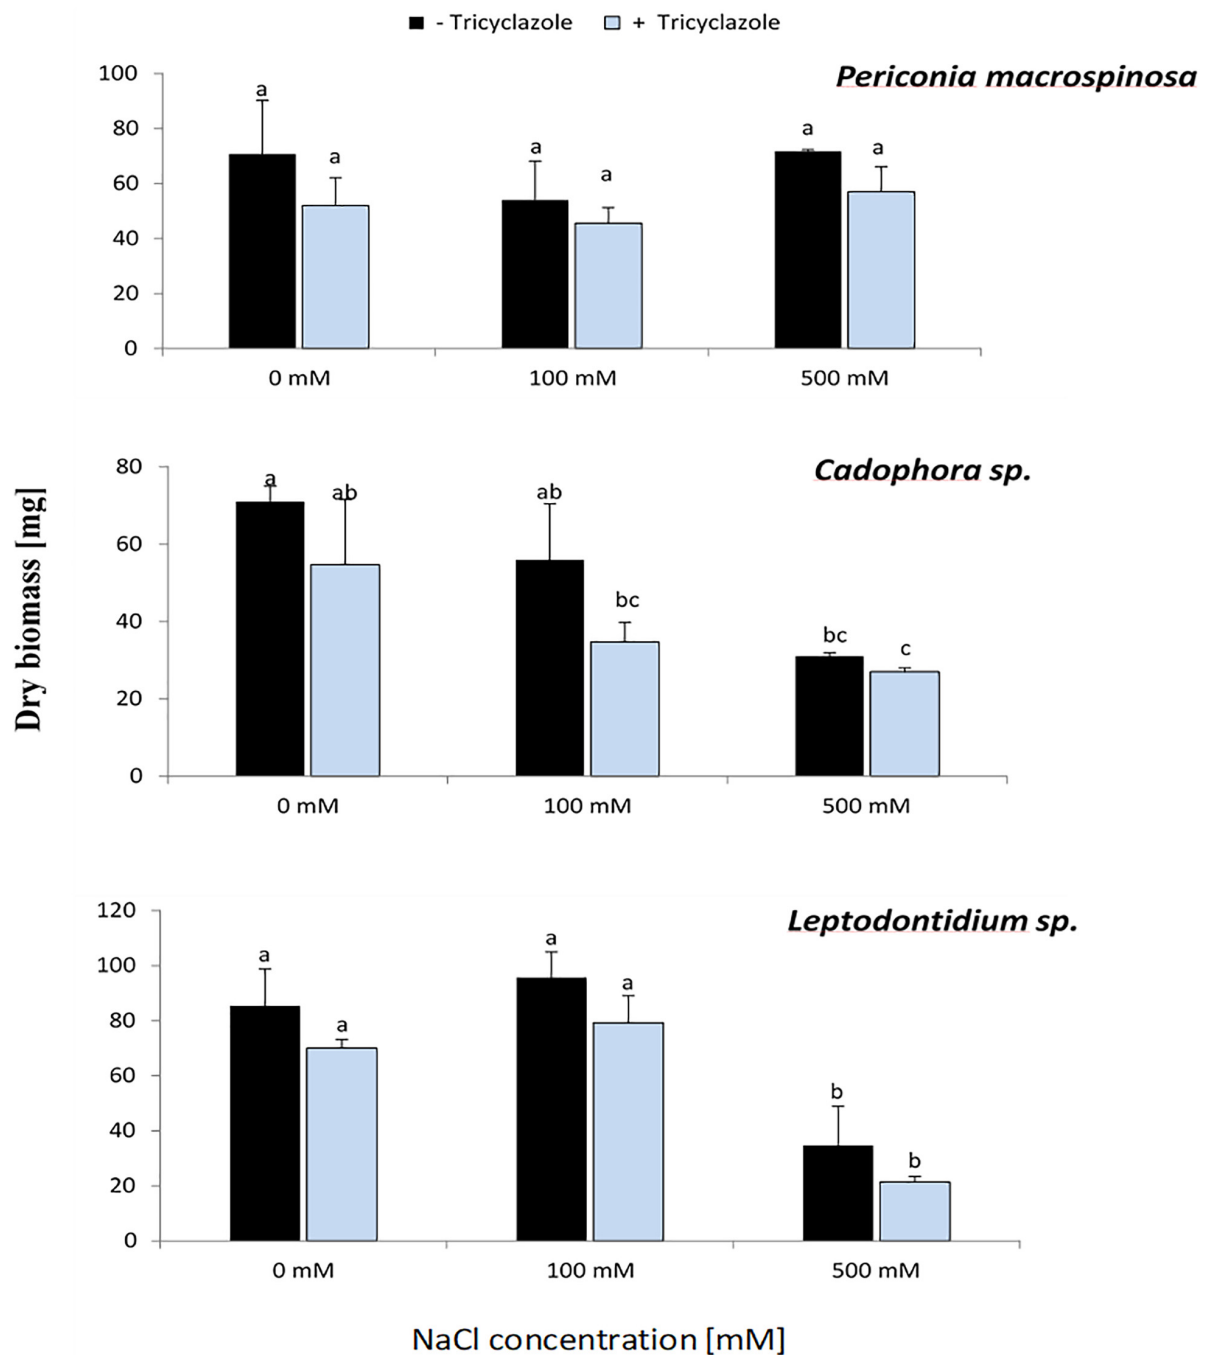 - Tricyclazole + Tricyclazole
Periconia macrospinosa
100
80
60
40
20
0
a
a
a
a
a
a
0 mM 100 mM 500 mM
Cadophora sp.
80
60
40
20
0
a
ab
ab
bc
bc
c
0 mM 100 mM 500 mM
Dry biomass [mg]
Leptodontidium sp.
120
100
80
60
40
20
0
a
a
a
a
b
b
0 mM 100 mM 500 mM
NaCl concentration [mM]